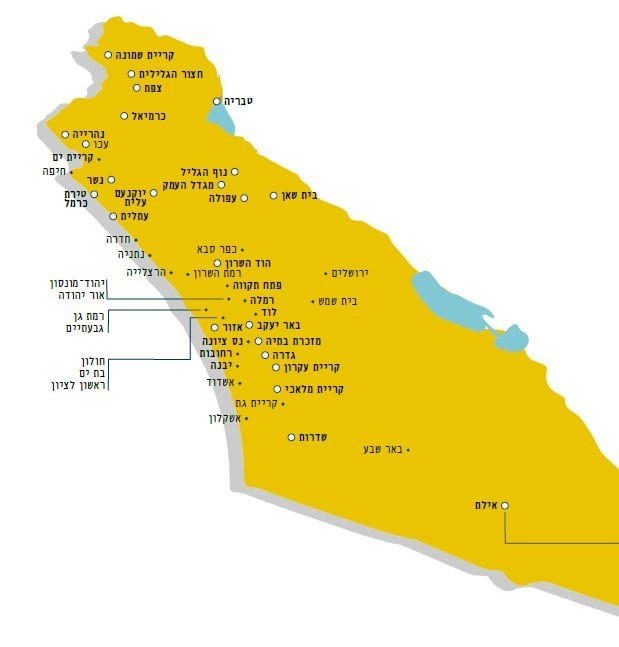 קריית שמונה
חצור הגלילית
צפת
טבריה
כרמיאל
נהרייה
עכו
קריית ים
חיפה
נוף הגליל
נשר
מגדל העמק
טירת
כרמל
יוקנעם
עלית
עפולה
בית שאן
עתלית
חדרה
נתניה
כפר סבא
הוד השרון
הרצלייה
רמת השרון
ירושלים
פתח תקווה
יהוד-מונסון
אור יהודה
רמלה
בית שמש
לוד
רמת גן
גבעתיים
אזור
באר יעקב
נס ציונה
מזכרת בתיה
רחובות
גדרה
יבנה
קריית עקרון
חולון
בת ים
ראשון לציון
אשדוד
קריית מלאכי
קריית גת
אשקלון
שדרות
באר שבע
אילת